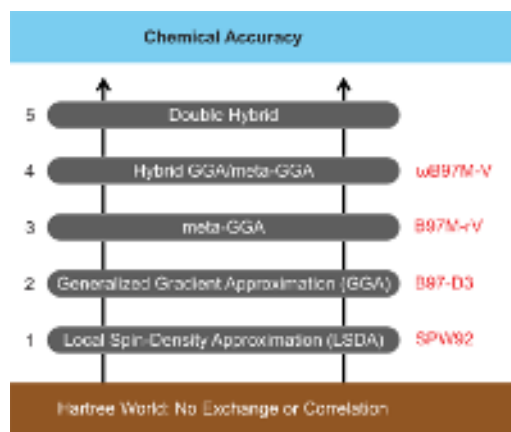 Chemical Accuracy
5 Double Hybrid
4 Hybrid GGA/meta-GGA ωB97M-V
3 meta-GGA B97M-rV
2 Generalized Gradient Approximation (GGA) B97-D3
1 Local Spin-Density Approximation (LSDA) SPW92
Hartree World: No Exchange or Correlation